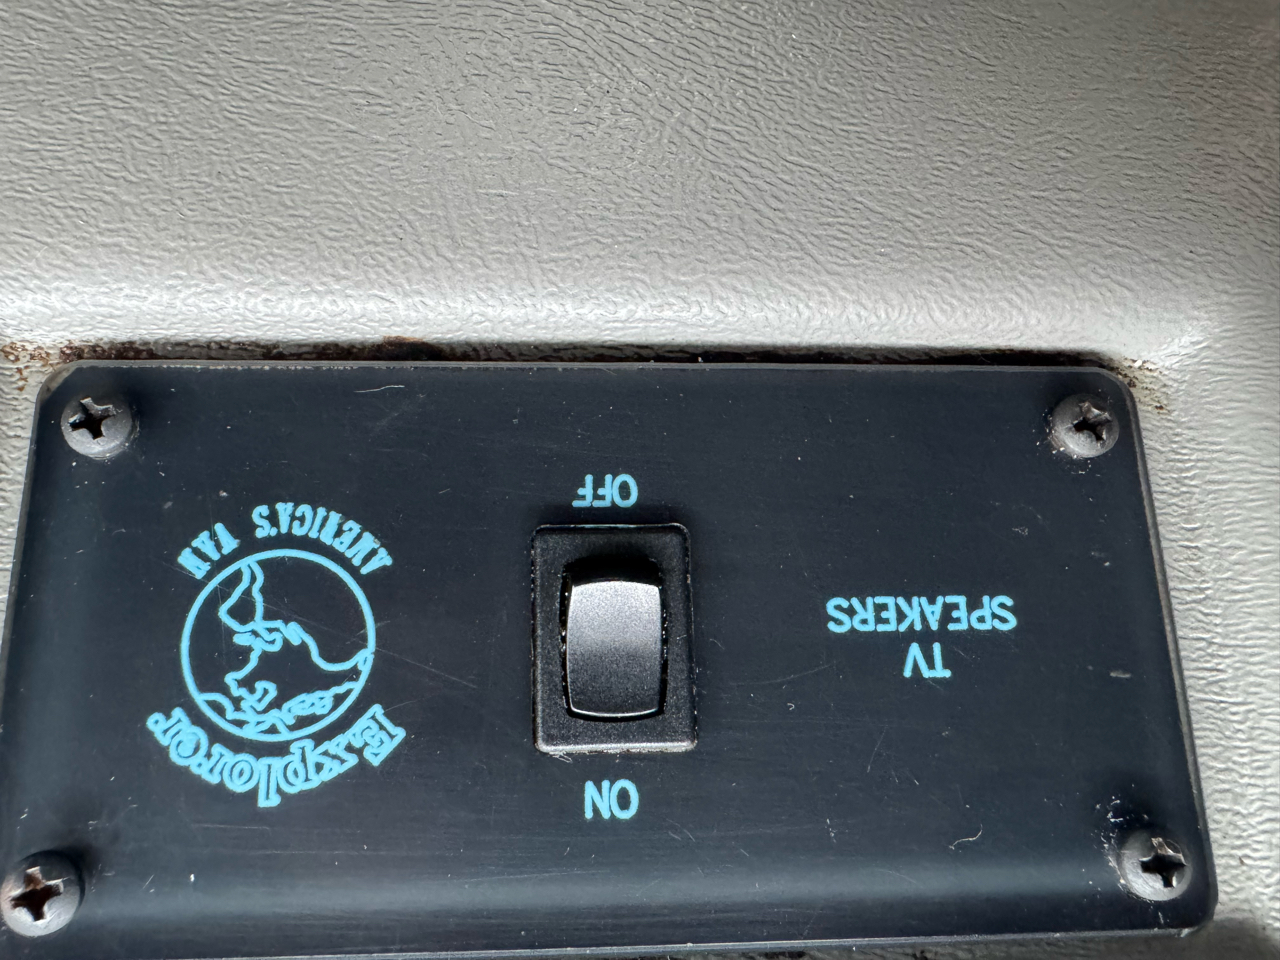 TV
SPEAKERS
ON
OFF
Explorer
AMERICA'S VAN